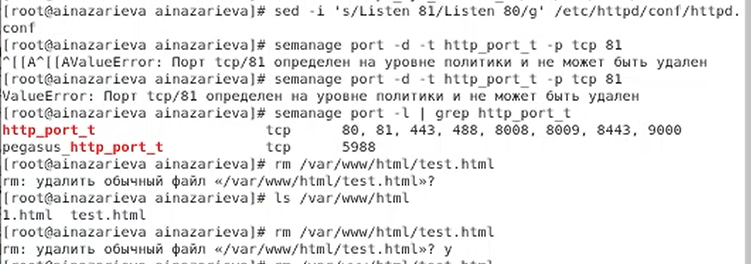 [root@ainazarieva ainazarieva]# sed -i 's/Listen 81/Listen 80/g' /etc/httpd/conf/httpd.
conf
[root@ainazarieva ainazarieva]# semanage port -d -t http_port_t -p tcp 81
^[[A^[[AValueError: Порт tcp/81 определен на уровне политики и не может быть удален
[root@ainazarieva ainazarieva]# semanage port -d -t http_port_t -p tcp 81
ValueError: Порт tcp/81 определен на уровне политики и не может быть удален
[root@ainazarieva ainazarieva]# semanage port -l | grep http_port_t
http_port_t                    tcp      80, 81, 443, 488, 8008, 8009, 8443, 9000
pegasus_http_port_t            tcp      5988
[root@ainazarieva ainazarieva]# rm /var/www/html/test.html
rm: удалить обычный файл «/var/www/html/test.html»?
[root@ainazarieva ainazarieva]# ls /var/www/html
1.html  test.html
[root@ainazarieva ainazarieva]# rm /var/www/html/test.html
rm: удалить обычный файл «/var/www/html/test.html»? y